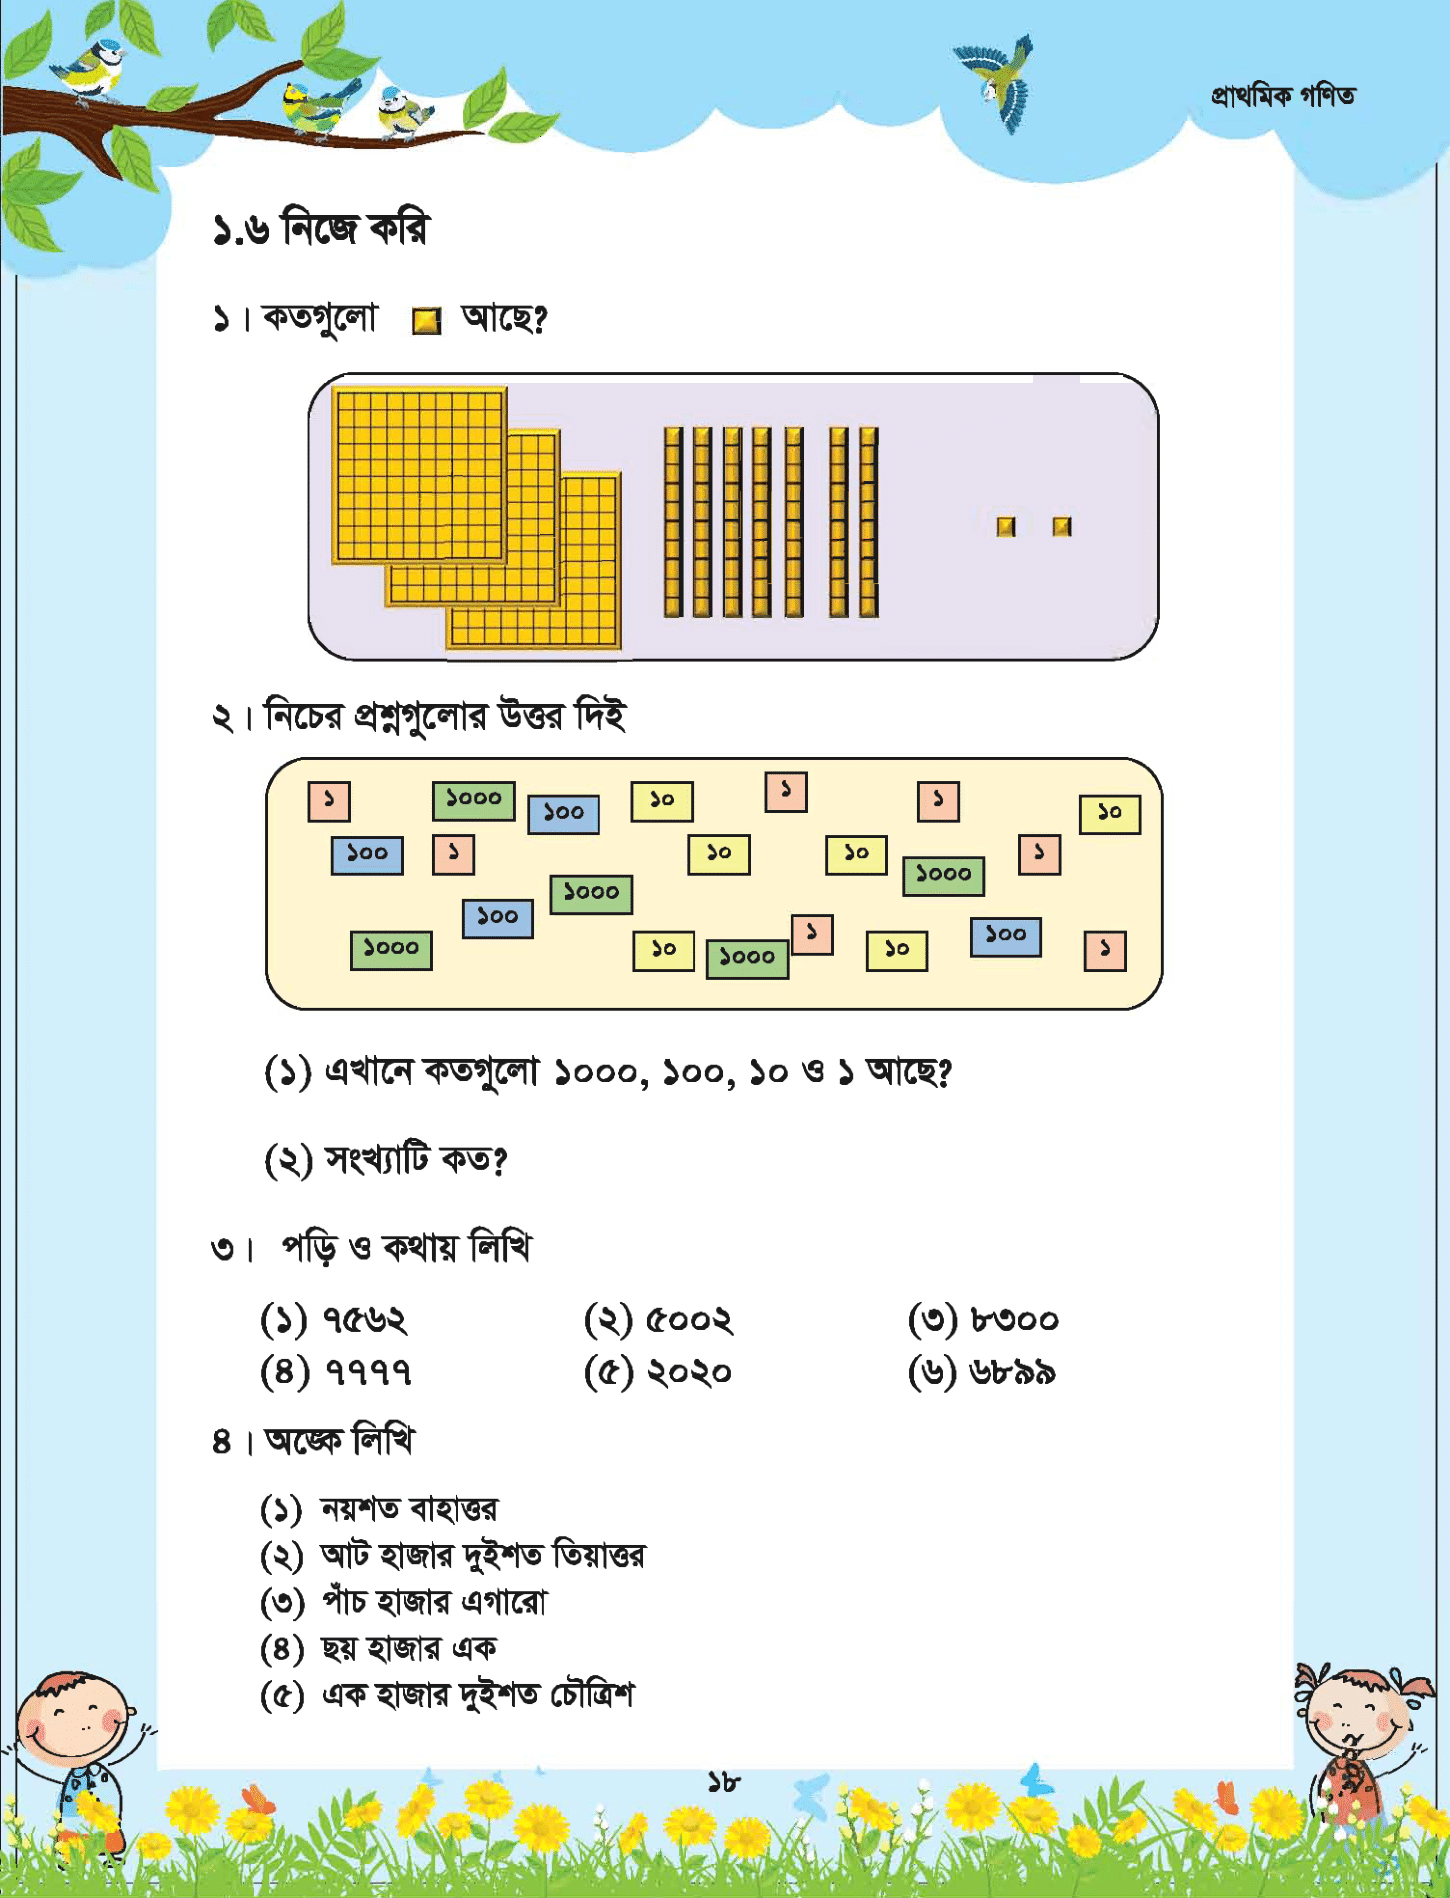 প্রাথমিক গণিত
১.৬ নিজে করি
১। কতগুলো আছে?
২। নিচের প্রশ্নগুলোর উত্তর দিই
১ ১০০০ ১০০ ১০ ১ ১ ১০
১০০ ১ ১০ ১০ ১০০০ ১
১০০ ১০০০
১০০০ ১০ ১০০০ ১ ১০ ১০০ ১
(১) এখানে কতগুলো ১০০০, ১০০, ১০ ও ১ আছে?
(২) সংখ্যাটি কত?
৩। পড়ি ও কথায় লিখি
(১) ৭৫৬২ (২) ৫০০২ (৩) ৮৩০০
(৪) ৭৭৭৭ (৫) ২০২০ (৬) ৬৮৯৯
৪। অঙ্কে লিখি
(১) নয়শত বাহাত্তর
(২) আট হাজার দুইশত তিয়াত্তর
(৩) পাঁচ হাজার এগারো
(৪) ছয় হাজার এক
(৫) এক হাজার দুইশত চৌত্রিশ
১৮